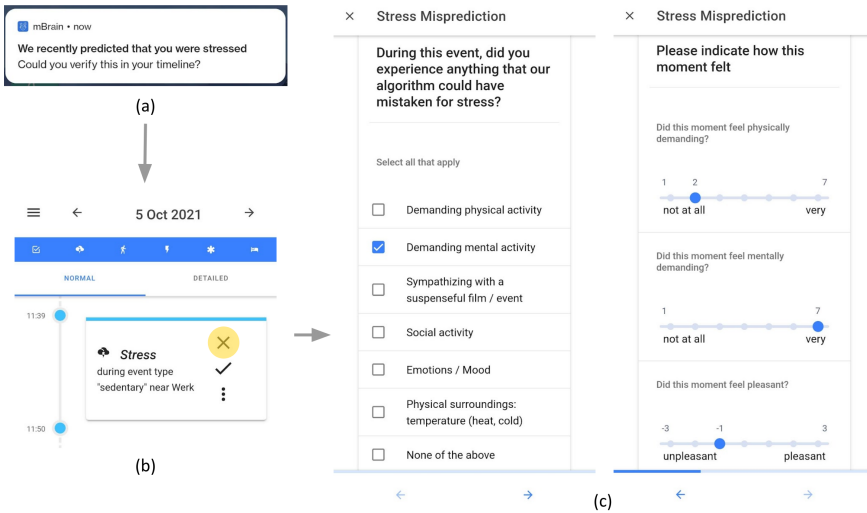 mBrain • now
We recently predicted that you were stressed
Could you verify this in your timeline?
(a)
5 Oct 2021
NORMAL
DETAILED
11:39
Stress
during event type
"sedentary" near Werk
11:50
(b)
Stress Misprediction
During this event, did you
experience anything that our
algorithm could have
mistaken for stress?
Select all that apply
Demanding physical activity
Demanding mental activity
Sympathizing with a
suspenseful film / event
Social activity
Emotions / Mood
Physical surroundings:
temperature (heat, cold)
None of the above
Stress Misprediction
Please indicate how this
moment felt
Did this moment feel physically
demanding?
1 2 7
not at all very
Did this moment feel mentally
demanding?
1 7
not at all very
Did this moment feel pleasant?
-3 -1 3
unpleasant pleasant
(c)